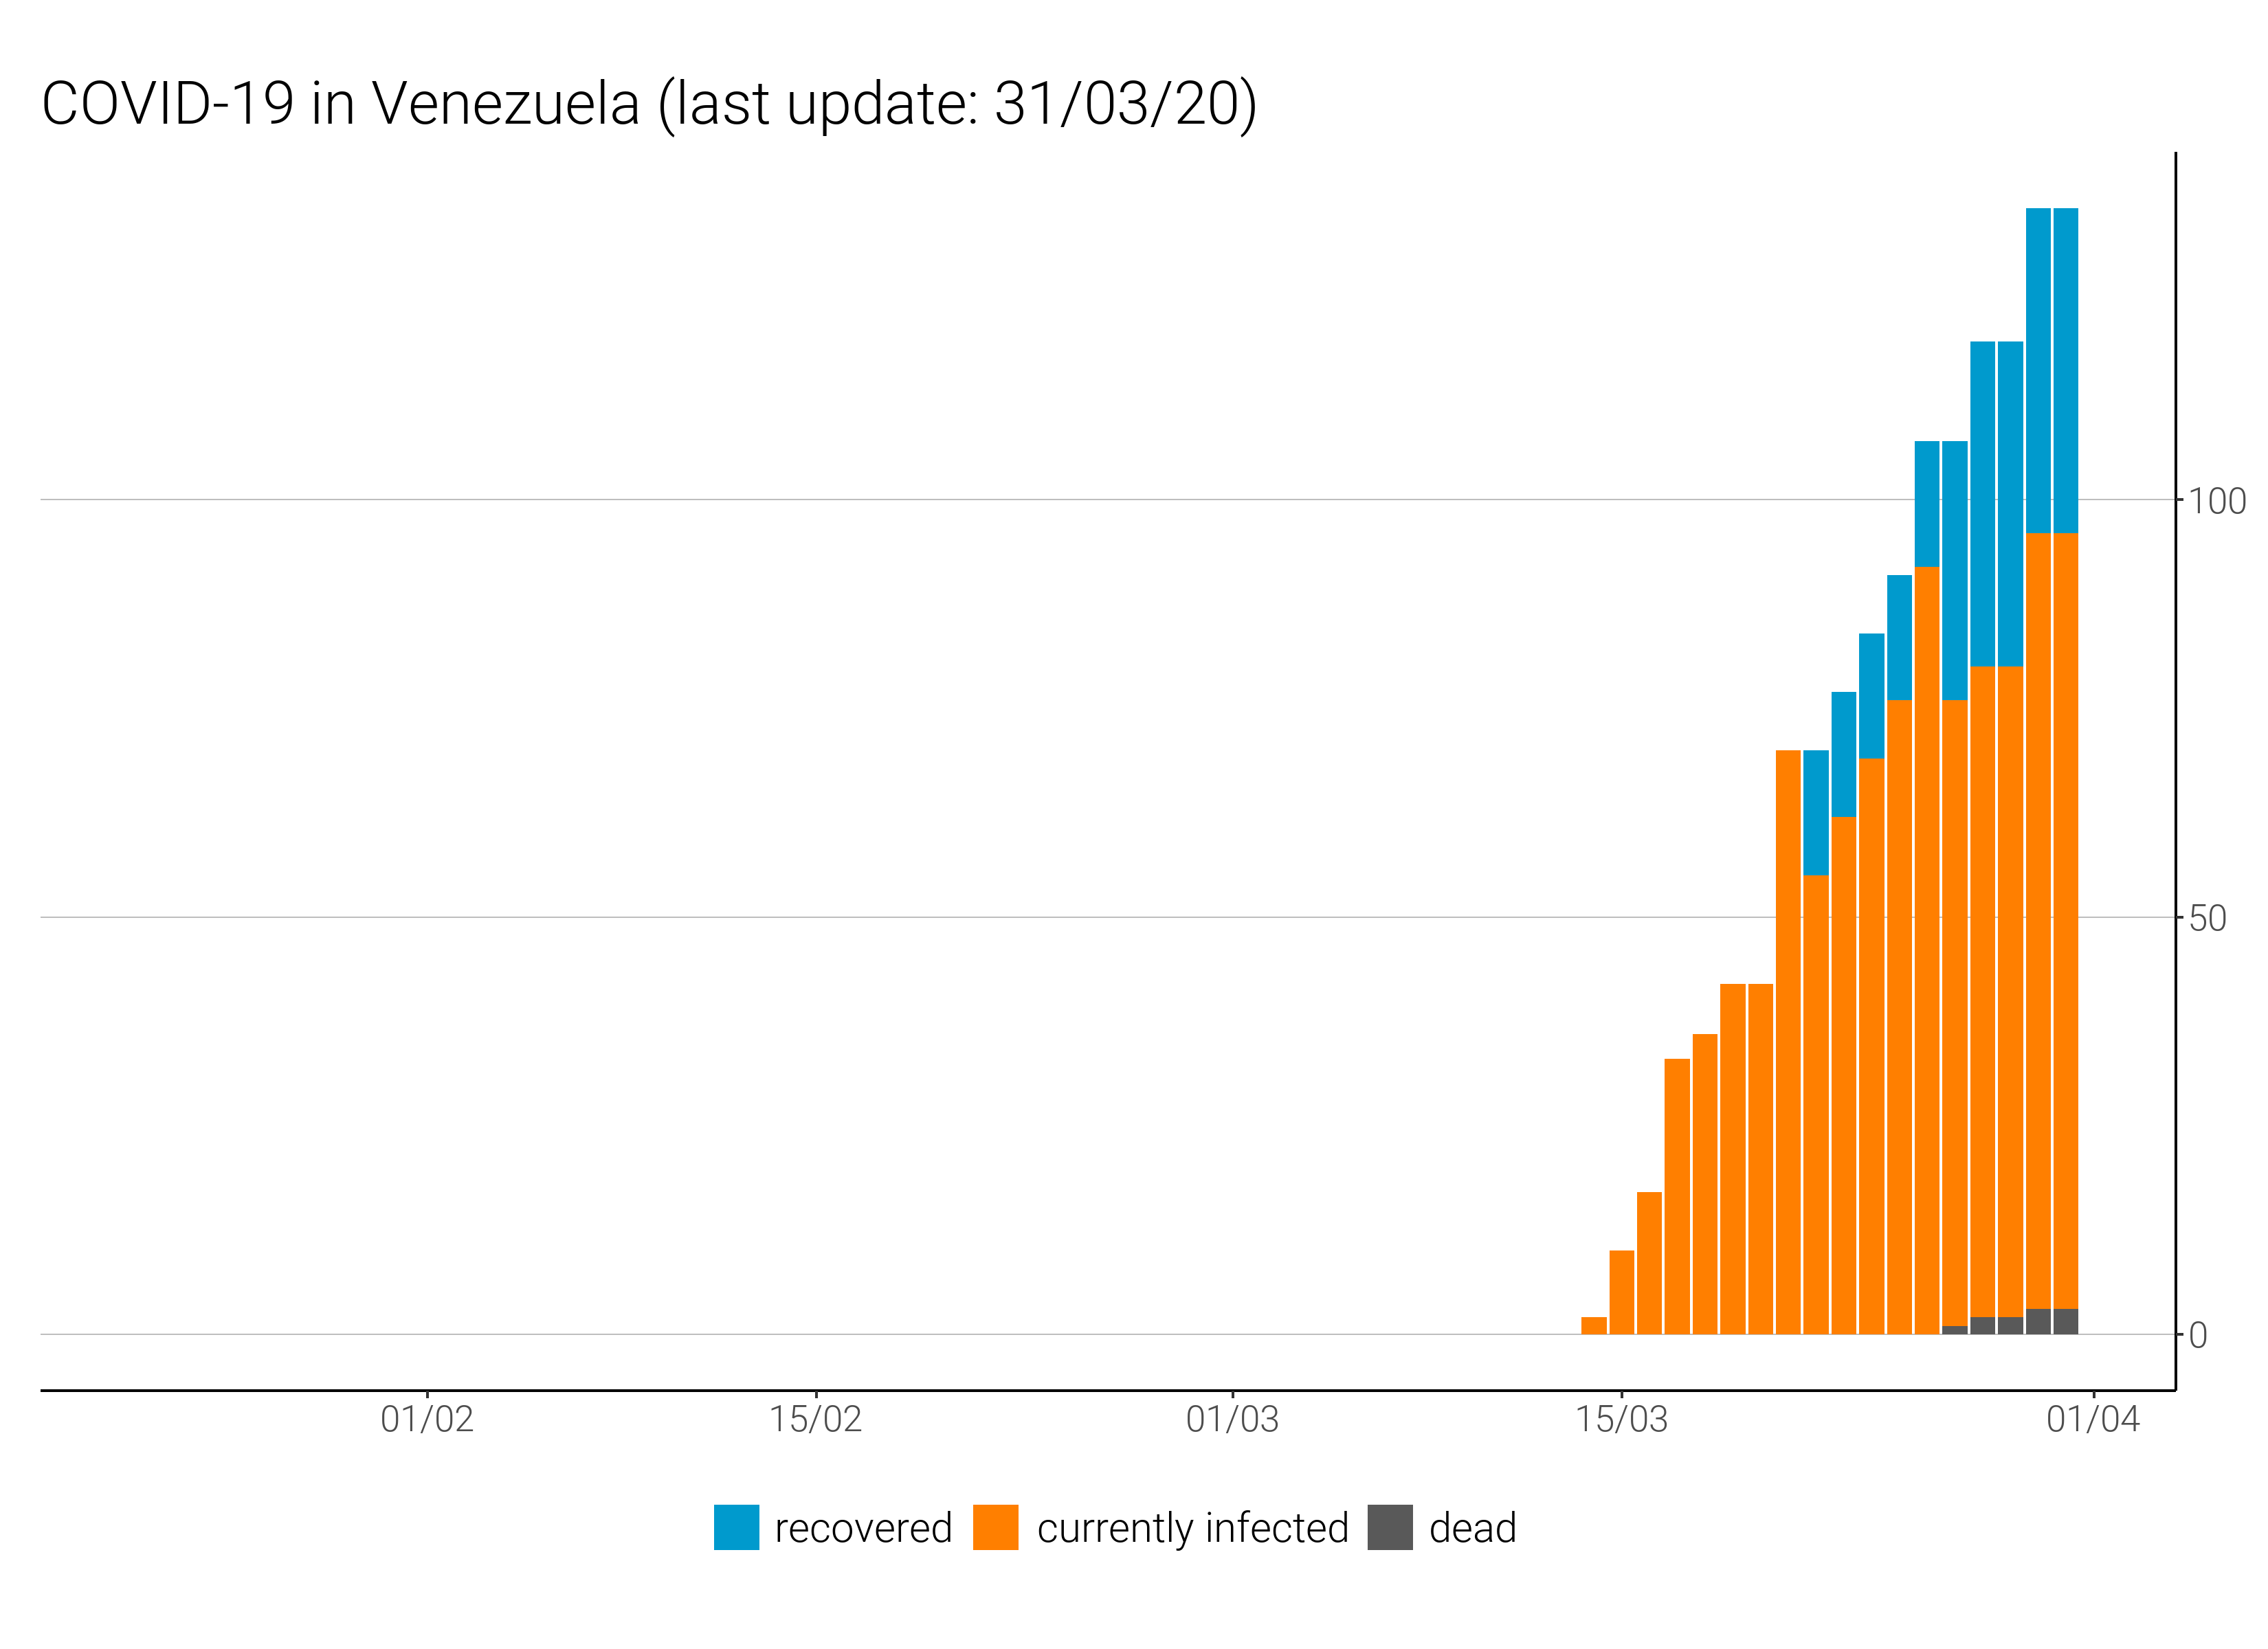 COVID-19 in Venezuela (last update: 31/03/20)
100
50
0
01/02 15/02 01/03 15/03 01/04
recovered currently infected dead